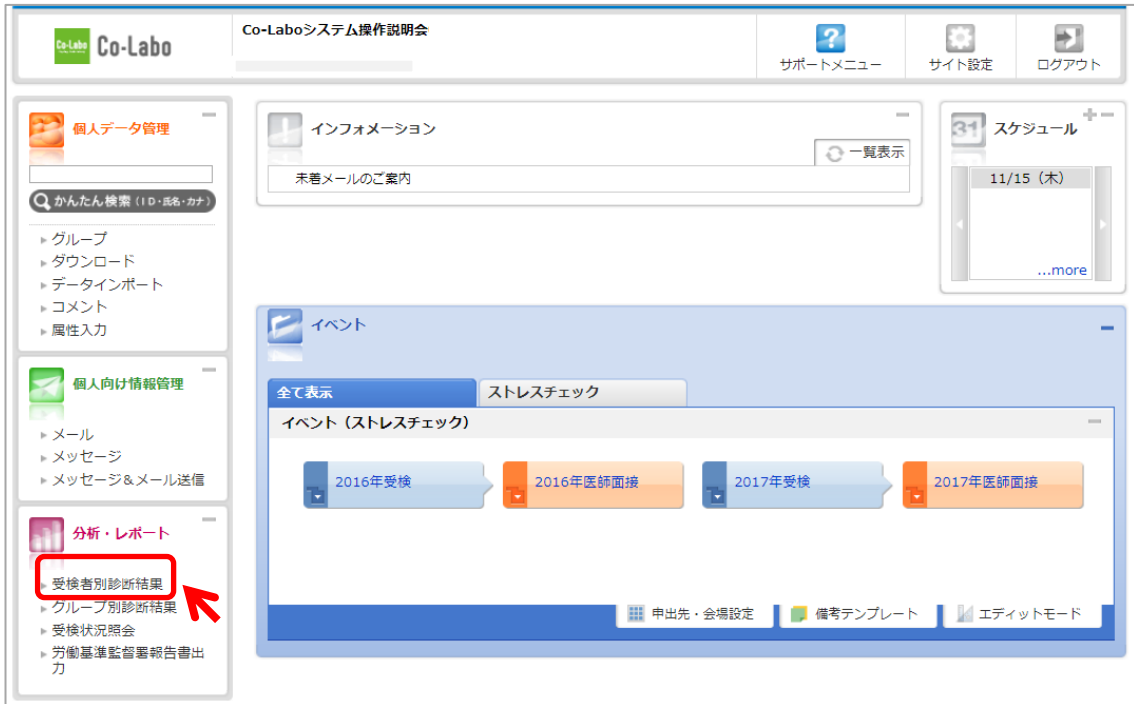 Co-Labo
Co-Labo
Co-Laboシステム操作説明会
サポートメニュー
サイト設定
ログアウト
個人データ管理
かんたん検索(ID・氏名・カナ)
グループ
ダウンロード
データインポート
コメント
属性入力
個人向け情報管理
メール
メッセージ
メッセージ&メール送信
分析・レポート
受検者別診断結果
グループ別診断結果
受検状況照会
労働基準監督署報告書出
力
インフォメーション
一覧表示
未着メールのご案内
31
スケジュール
11/15(木)
...more
イベント
全て表示
ストレスチェック
イベント(ストレスチェック)
2016年受検
2016年医師面接
2017年受検
2017年医師面接
申出先・会場設定
備考テンプレート
エディットモード